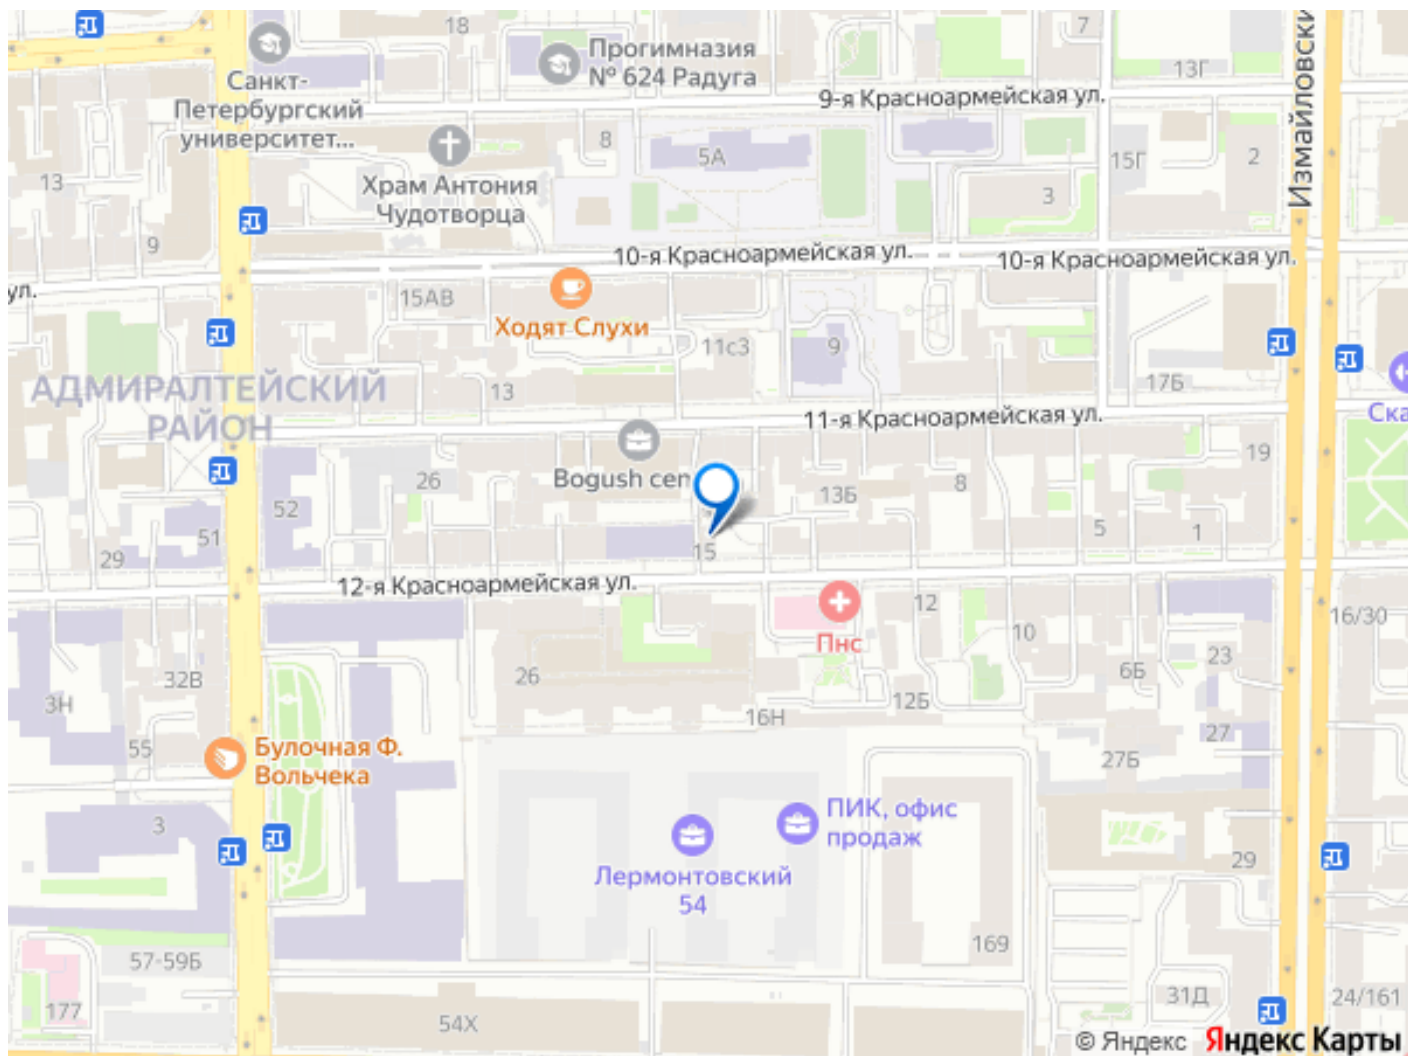 18
7
Прогимназия
№ 624 Радуга
13Г
Санкт-
Петербургский
университет...
9-я Красноармейская ул.
Измайловски
8
5А
15Г
2
13
Храм Антония
Чудотворца
3
9
10-я Красноармейская ул.
10-я Красноармейская ул.
ул.
15АВ
Ходят Слухи
11с3
9
17Б
АДМИРАЛТЕЙСКИЙ
РАЙОН
13
11-я Красноармейская ул.
Ска
19
Bogush cen
26
13Б
8
52
51
5
1
29
15
12-я Красноармейская ул.
12
16/30
10
Пнс
23
6Б
26
32В
3Н
12Б
16Н
27
55
27Б
Булочная Ф.
Вольчека
ПИК, офис
продаж
3
29
Лермонтовский
54
169
57-59Б
177
31Д
24/161
54Х
© Яндекс Яндекс Карты